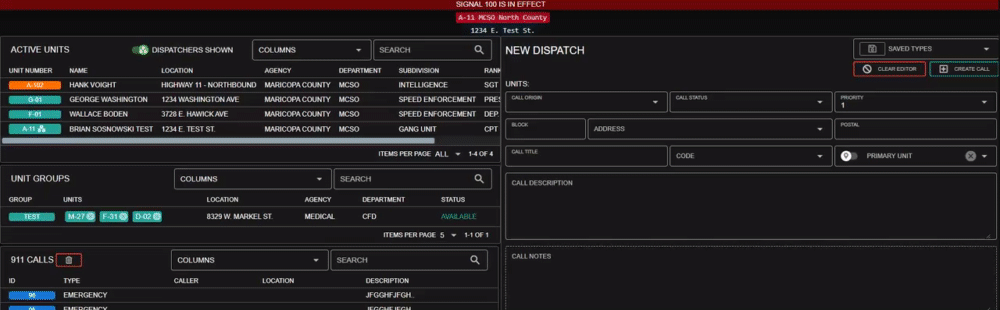 SIGNAL 100 IS IN EFFECT
A-11 MCSO North County
1234 E. Test St.
ACTIVE UNITS DISPATCHERS SHOWN COLUMNS SEARCH
UNIT NUMBER NAME LOCATION AGENCY DEPARTMENT SUBDIVISION RANK
A-102 HANK VOIGHT HIGHWAY 11 - NORTHBOUND MARICOPA COUNTY MCSO INTELLIGENCE SGT
G-01 GEORGE WASHINGTON 1234 WASHINGTON AVE MARICOPA COUNTY MCSO SPEED ENFORCEMENT PRES
F-01 WALLACE BODEN 3728 E. HAWICK AVE MARICOPA COUNTY MCSO SPEED ENFORCEMENT DEP
A-11 BRIAN SOSNOWSKI TEST 1234 E. TEST ST. MARICOPA COUNTY MCSO GANG UNIT CPT
ITEMS PER PAGE ALL 1-4 OF 4
UNIT GROUPS COLUMNS SEARCH
GROUP UNITS LOCATION AGENCY DEPARTMENT STATUS
TEST M-27 F-31 D-02 8329 W. MARKEL ST. MEDICAL CFD AVAILABLE
ITEMS PER PAGE 5 1-1 OF 1
911 CALLS COLUMNS SEARCH
ID TYPE CALLER LOCATION DESCRIPTION
96 EMERGENCY JFGGHFJFGH..
EMERGENCY JFGGHFJFGH..
NEW DISPATCH SAVED TYPES
CLEAR EDITOR CREATE CALL
UNITS:
CALL ORIGIN CALL STATUS PRIORITY
1
BLOCK ADDRESS POSTAL
CALL TITLE CODE PRIMARY UNIT
CALL DESCRIPTION
CALL NOTES